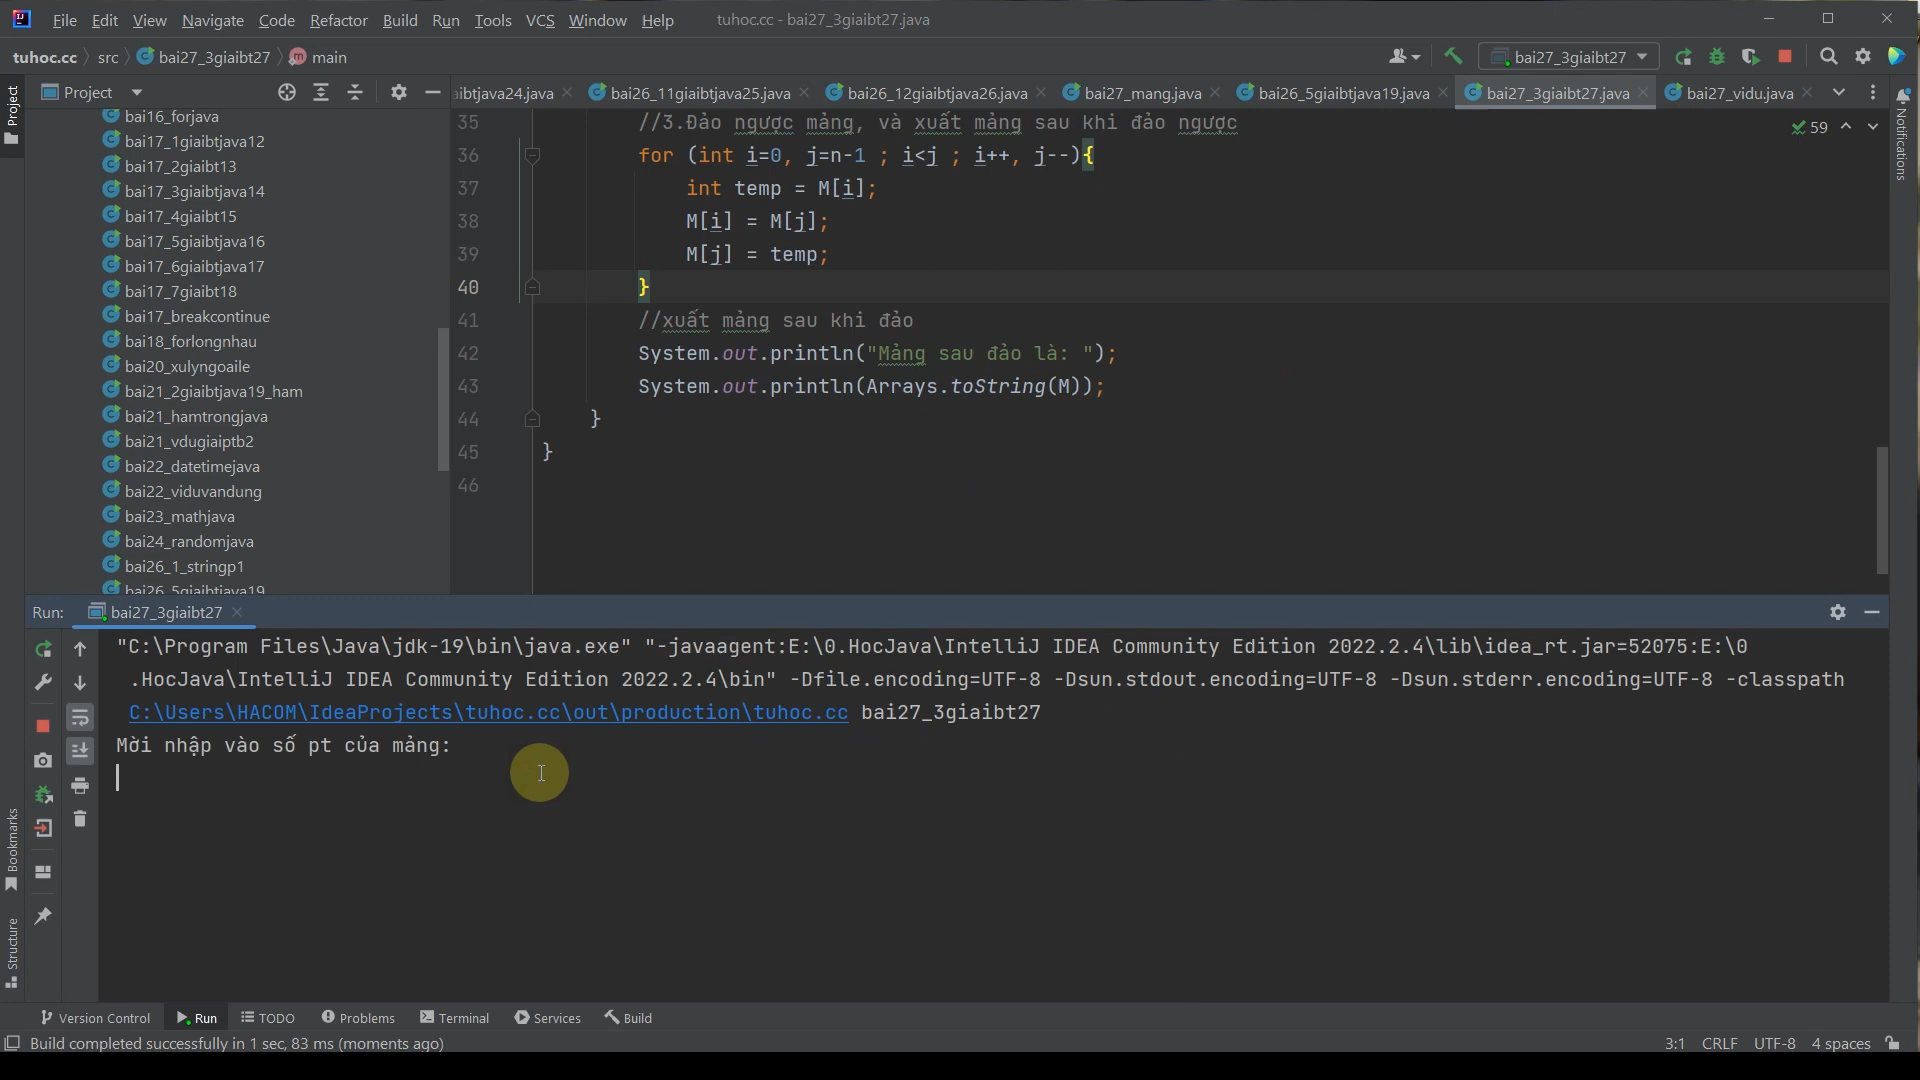 File Edit View Navigate Code Refactor Build Run Tools VCS Window Help tuhoc.cc - bai27_3giaibt27.java
tuhoc.cc src bai27_3giaibt27 main bai27_3giaibt27
Project Project ibtjava24.java bai26_11giaibtjava25.java bai26_12giaibtjava26.java bai27_mang.java bai26_5giaibtjava19.java bai27_3giaibt27.java bai27_vidu.java Notifications
bai16_forjava
bai17_1giaibtjava12
bai17_2giaibt13
bai17_3giaibtjava14
bai17_4giaibt15
bai17_5giaibtjava16
bai17_6giaibtjava17
bai17_7giaibt18
bai17_breakcontinue
bai18_forlongnhau
bai20_xulyngoaile
bai21_2giaibtjava19_ham
bai21_hamtrongjava
bai21_vdugiaiptb2
bai22_datetimejava
bai22_viduvandung
bai23_mathjava
bai24_randomjava
bai26_1_stringp1
bai26_5giaibtjava19
59
35 //3.Đảo ngược mảng, và xuất mảng sau khi đảo ngược
36 for (int i=0, j=n-1 ; i<j ; i++, j--){
37 int temp = M[i];
38 M[i] = M[j];
39 M[j] = temp;
40 }
41 //xuất mảng sau khi đảo
42 System.out.println("Mảng sau đảo là: ");
43 System.out.println(Arrays.toString(M));
44 }
45 }
46
Run: bai27_3giaibt27
"C:\Program Files\Java\jdk-19\bin\java.exe" "-javaagent:E:\0.HocJava\IntelliJ IDEA Community Edition 2022.2.4\lib\idea_rt.jar=52075:E:\0
.HocJava\IntelliJ IDEA Community Edition 2022.2.4\bin" -Dfile.encoding=UTF-8 -Dsun.stdout.encoding=UTF-8 -Dsun.stderr.encoding=UTF-8 -classpath
C:\Users\HACOM\IdeaProjects\tuhoc.cc\out\production\tuhoc.cc bai27_3giaibt27
Mời nhập vào số pt của mảng:
Bookmarks
Structure
Version Control Run TODO Problems Terminal Services Build
Build completed successfully in 1 sec, 83 ms (moments ago) 3:1 CRLF UTF-8 4 spaces